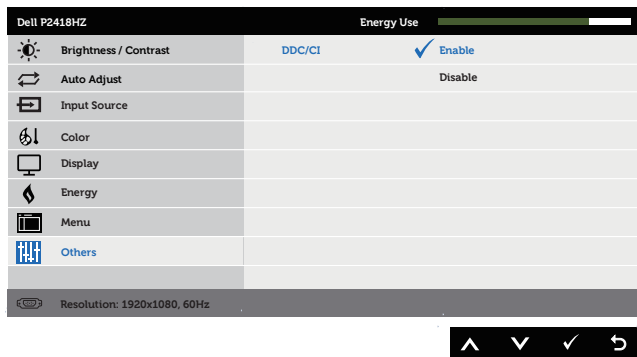 Dell P2418HZ Energy Use
Brightness / Contrast DDC/CI Enable
Auto Adjust Disable
Input Source
Color
Display
Energy
Menu
Others
Resolution: 1920x1080, 60Hz